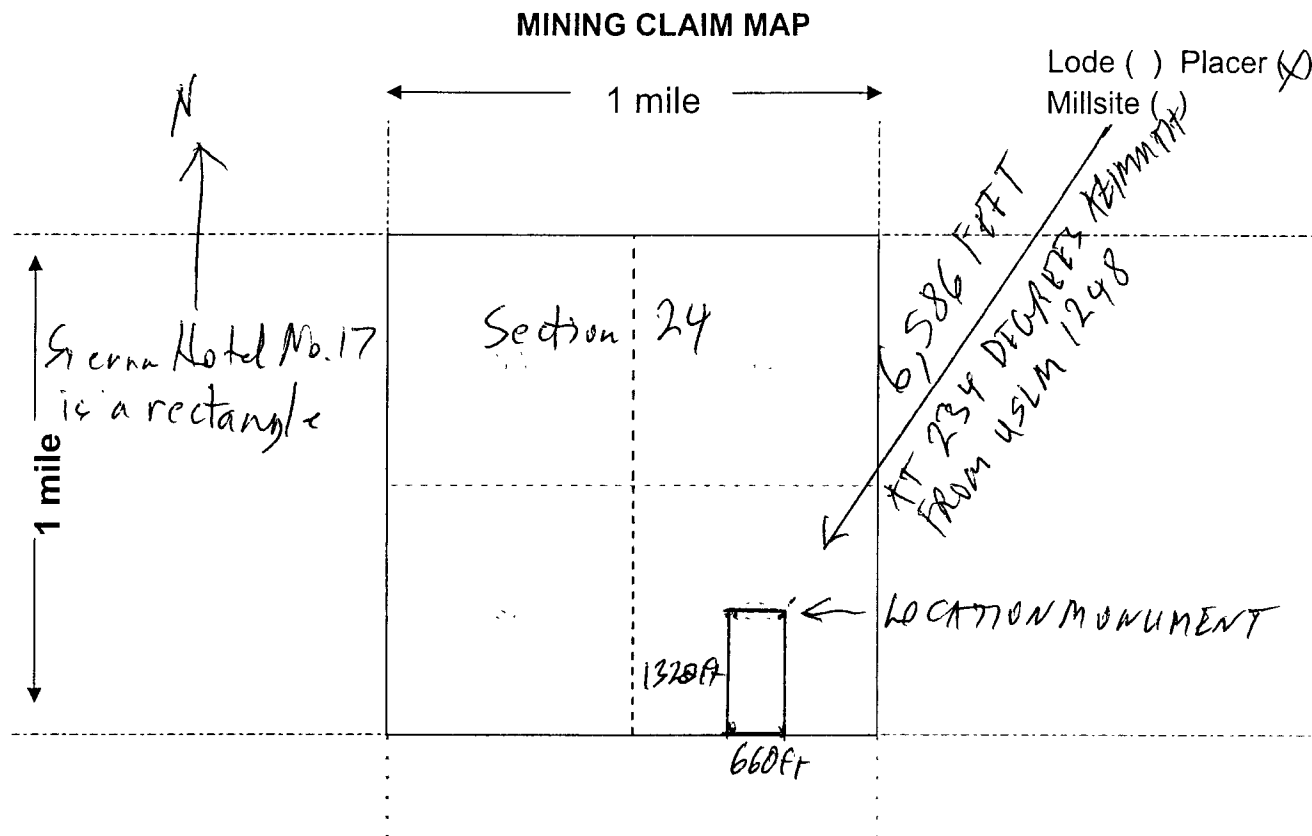 MINING CLAIM MAP
Lode ( ) Placer (X)
Millsite ( )
1 mile
N
6,586 FEET
AT 234 DEGREES AZIMMTH
FROM USLM 1248
Section 24
Sierra Hotel No. 17
is a rectangle
1 mile
LOCATION MONUMENT
1320ft
660ft